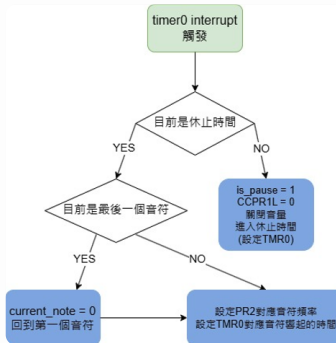 timer0 interrupt
觸發
目前是休止時間
YES
NO
目前是最後一個音符
is_pause = 1
CCPR1L = 0
關閉音量
進入休止時間
(設定TMR0)
YES
NO
current_note = 0
回到第一個音符
設定PR2對應音符頻率
設定TMR0對應音符響起的時間